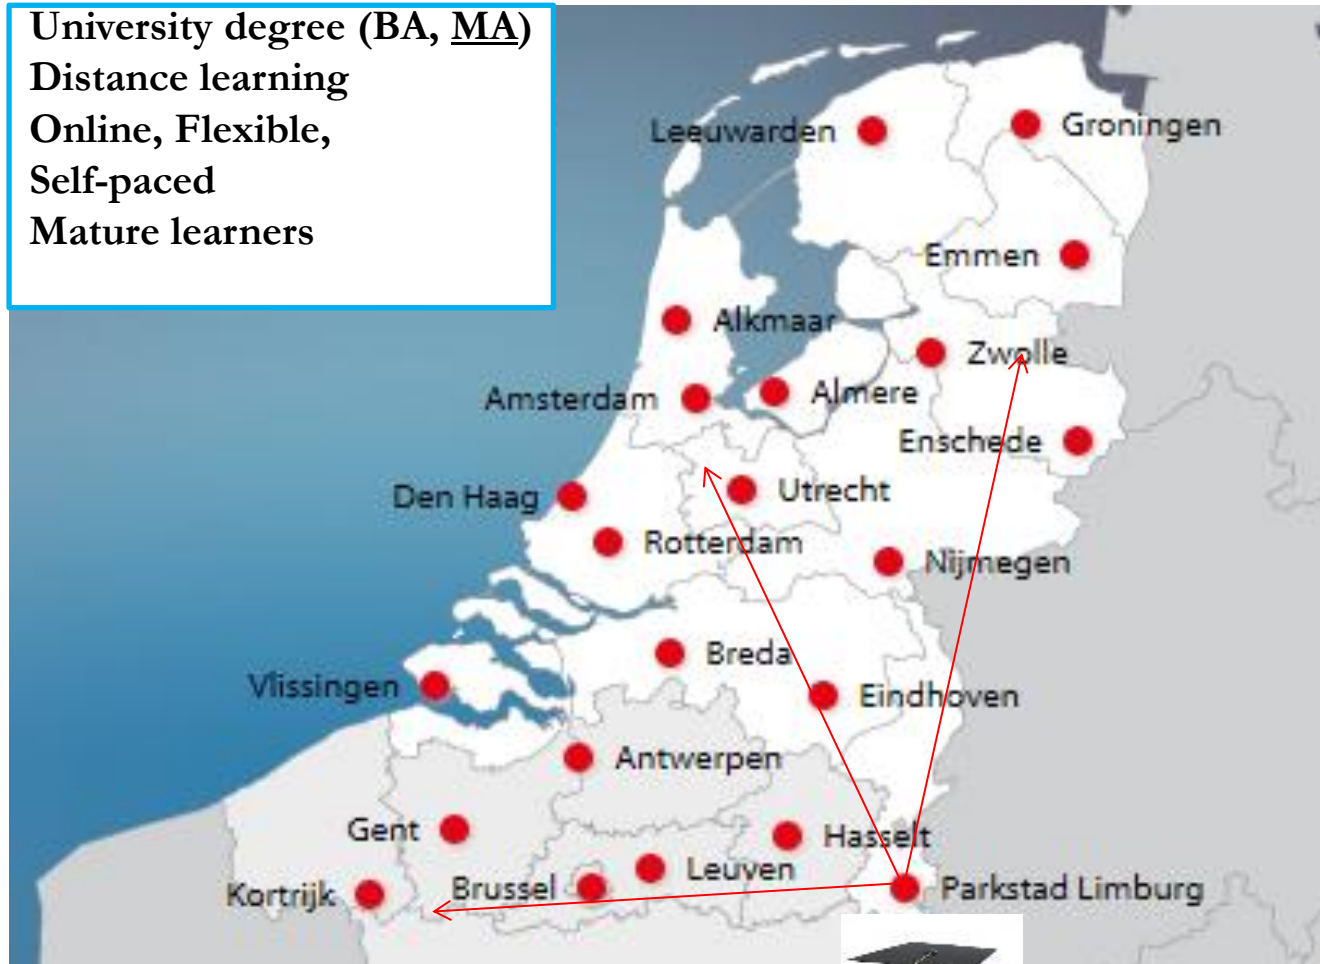 University degree (BA, MA)
Distance learning
Online, Flexible,
Self-paced
Mature learners
Leeuwarden
Groningen
Emmen
Alkmaar
Zwolle
Amsterdam
Almere
Enschede
Den Haag
Utrecht
Rotterdam
Nijmegen
Breda
Vlissingen
Eindhoven
Antwerpen
Gent
Hasselt
Leuven
Kortrijk
Brussel
Parkstad Limburg